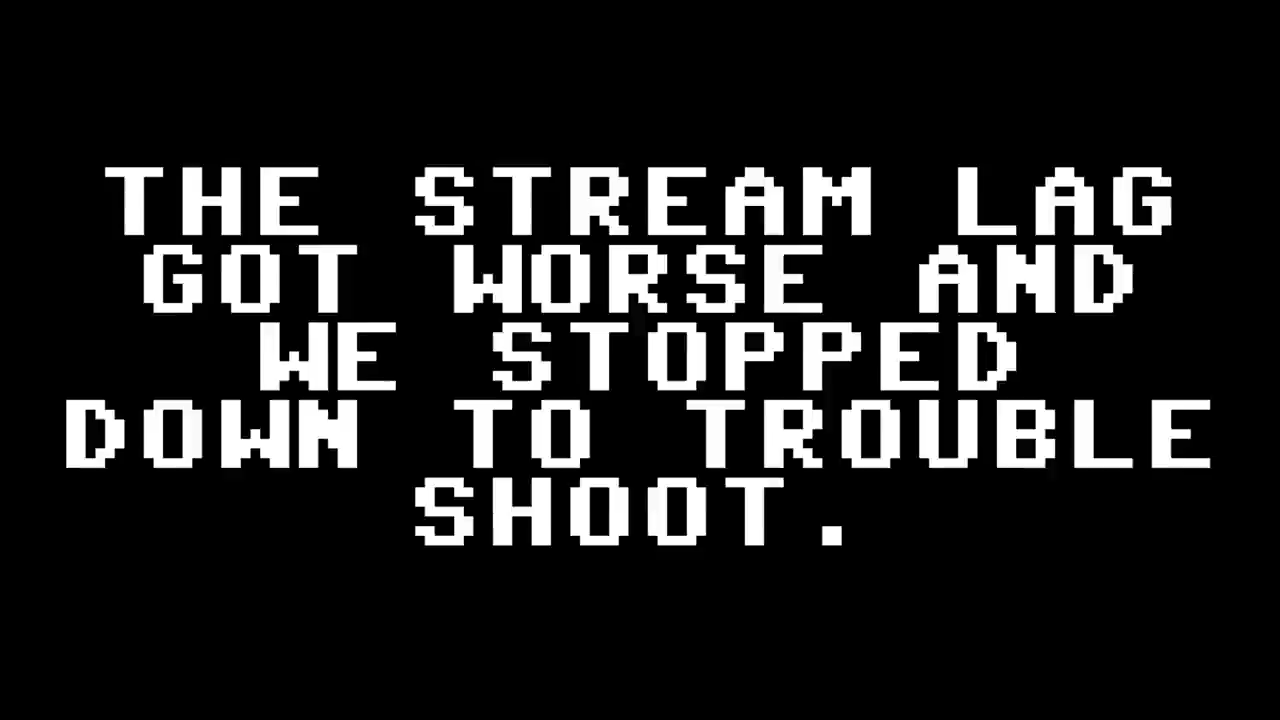 THE STREAM LAG
GOT WORSE AND
WE STOPPED
DOWN TO TROUBLE
SHOOT.